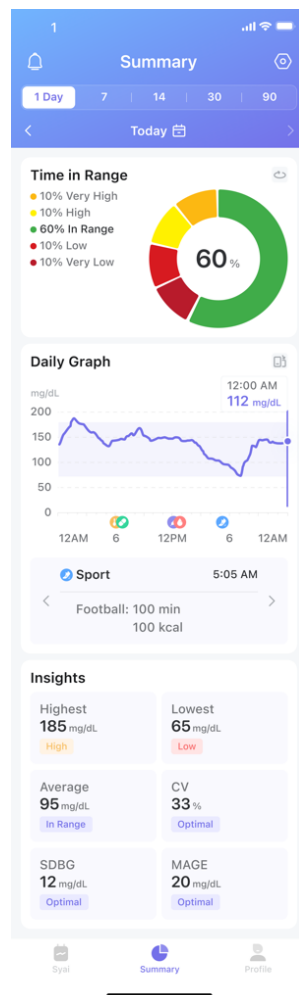 1
Summary
1 Day 7 14 30 90
Today
Time in Range
10% Very High
10% High
60% In Range
10% Low
10% Very Low
60 %
Daily Graph
12:00 AM
112 mg/dL
mg/dL
200
150
100
50
0
12AM 6 12PM 6 12AM
Sport 5:05 AM
Football: 100 min
100 kcal
Insights
Highest
185 mg/dL
High
Lowest
65 mg/dL
Low
Average
95 mg/dL
In Range
CV
33 %
Optimal
SDBG
12 mg/dL
Optimal
MAGE
20 mg/dL
Optimal
Syai Summary Profile